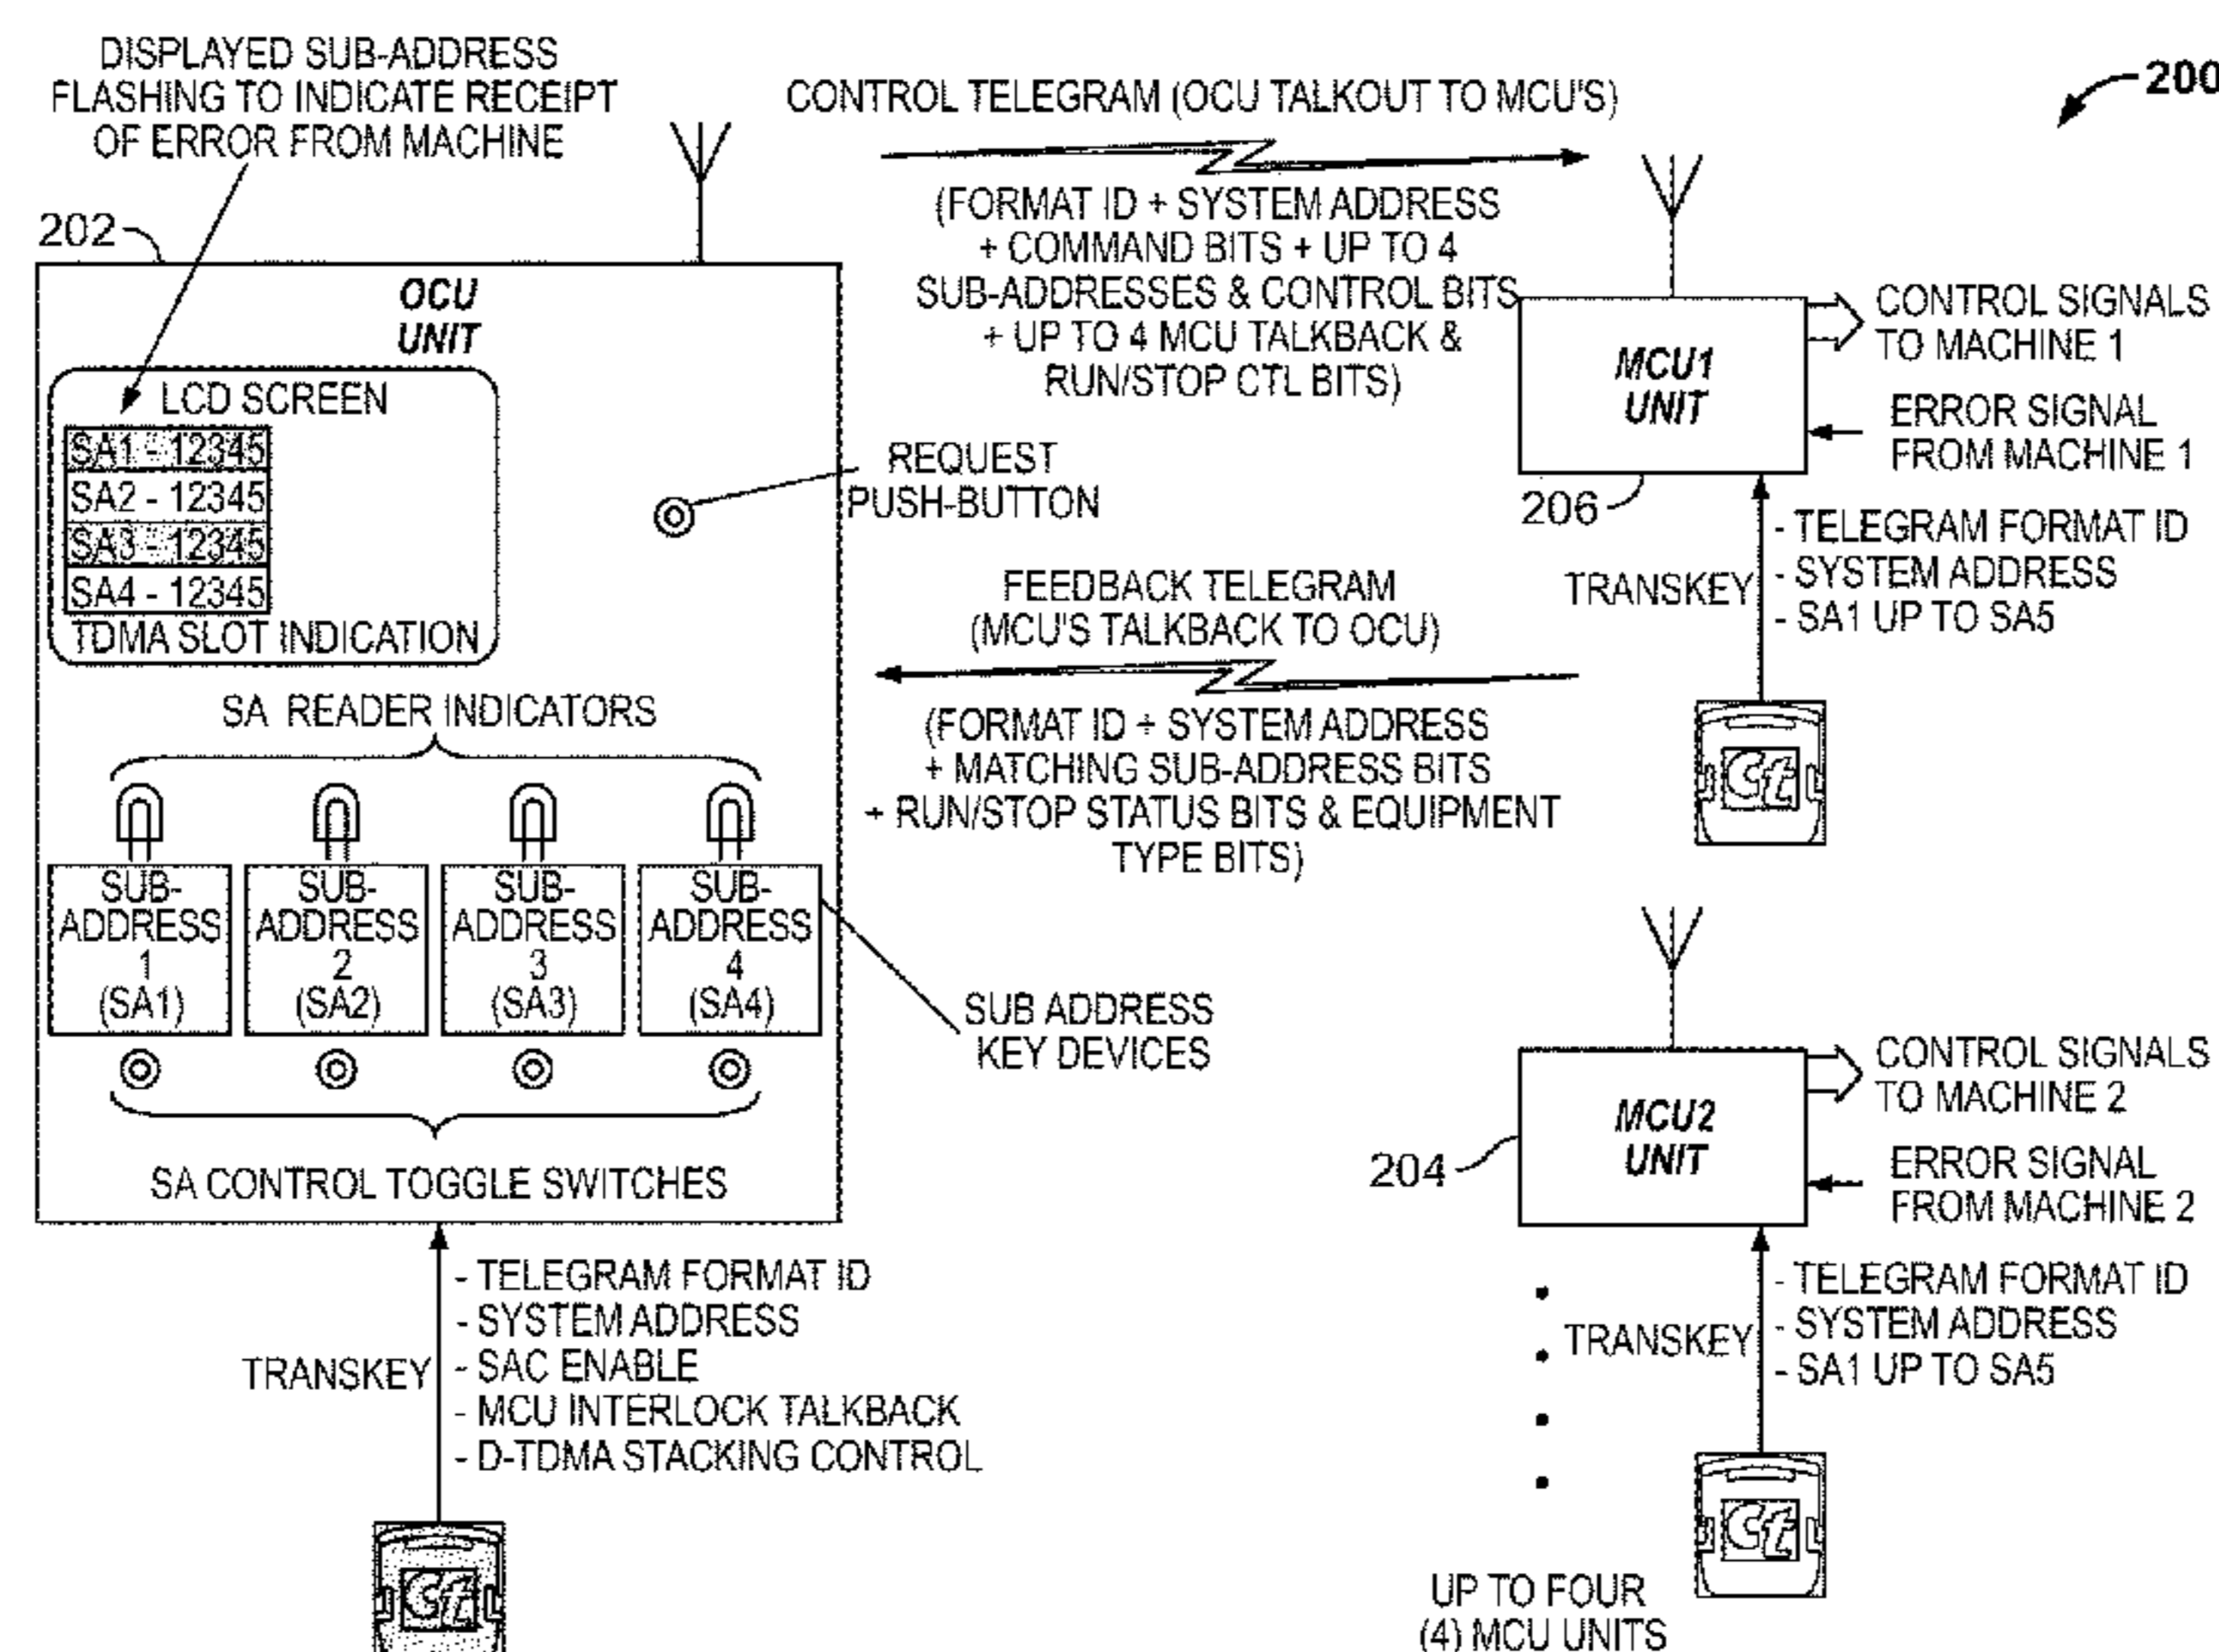 DISPLAYED SUB-ADDRESS
FLASHING TO INDICATE RECEIPT
OF ERROR FROM MACHINE
202
OCU
UNIT
LCD SCREEN
SA1 - 12345
SA2 - 12345
SA3 - 12345
SA4 - 12345
TDMA SLOT INDICATION
REQUEST
PUSH-BUTTON
SA READER INDICATORS
SUB-
ADDRESS
1
(SA1)
SUB-
ADDRESS
2
(SA2)
SUB-
ADDRESS
3
(SA3)
SUB-
ADDRESS
4
(SA4)
SUB ADDRESS
KEY DEVICES
SA CONTROL TOGGLE SWITCHES
TRANSKEY
- TELEGRAM FORMAT ID
- SYSTEM ADDRESS
- SAC ENABLE
- MCU INTERLOCK TALKBACK
- D-TDMA STACKING CONTROL
Ct
CONTROL TELEGRAM (OCU TALKOUT TO MCU'S)
(FORMAT ID + SYSTEM ADDRESS
+ COMMAND BITS + UP TO 4
SUB-ADDRESSES & CONTROL BITS
+ UP TO 4 MCU TALKBACK &
RUN/STOP CTL BITS)
FEEDBACK TELEGRAM
(MCU'S TALKBACK TO OCU)
(FORMAT ID + SYSTEM ADDRESS
+ MATCHING SUB-ADDRESS BITS
+ RUN/STOP STATUS BITS & EQUIPMENT
TYPE BITS)
200
MCU1
UNIT
206
CONTROL SIGNALS
TO MACHINE 1
ERROR SIGNAL
FROM MACHINE 1
TRANSKEY
- TELEGRAM FORMAT ID
- SYSTEM ADDRESS
- SA1 UP TO SA5
Ct
MCU2
UNIT
204
CONTROL SIGNALS
TO MACHINE 2
ERROR SIGNAL
FROM MACHINE 2
TRANSKEY
- TELEGRAM FORMAT ID
- SYSTEM ADDRESS
- SA1 UP TO SA5
Ct
UP TO FOUR
(4) MCU UNITS